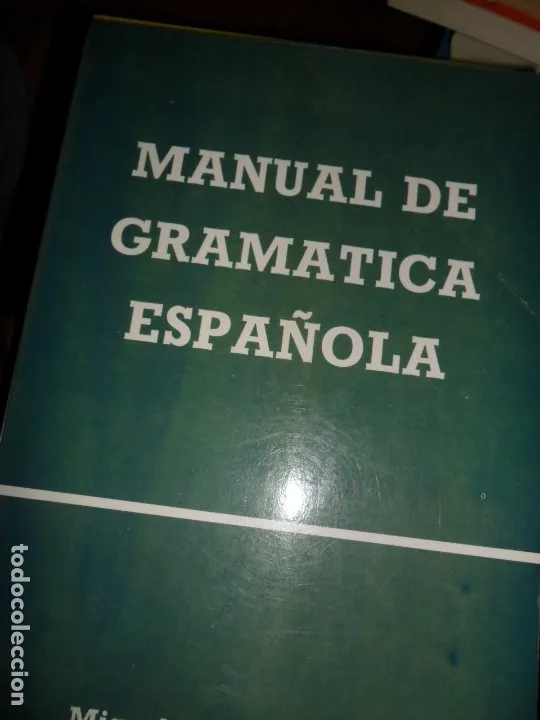 MANUAL DE
GRAMATICA
ESPAÑOLA
todocoleccion